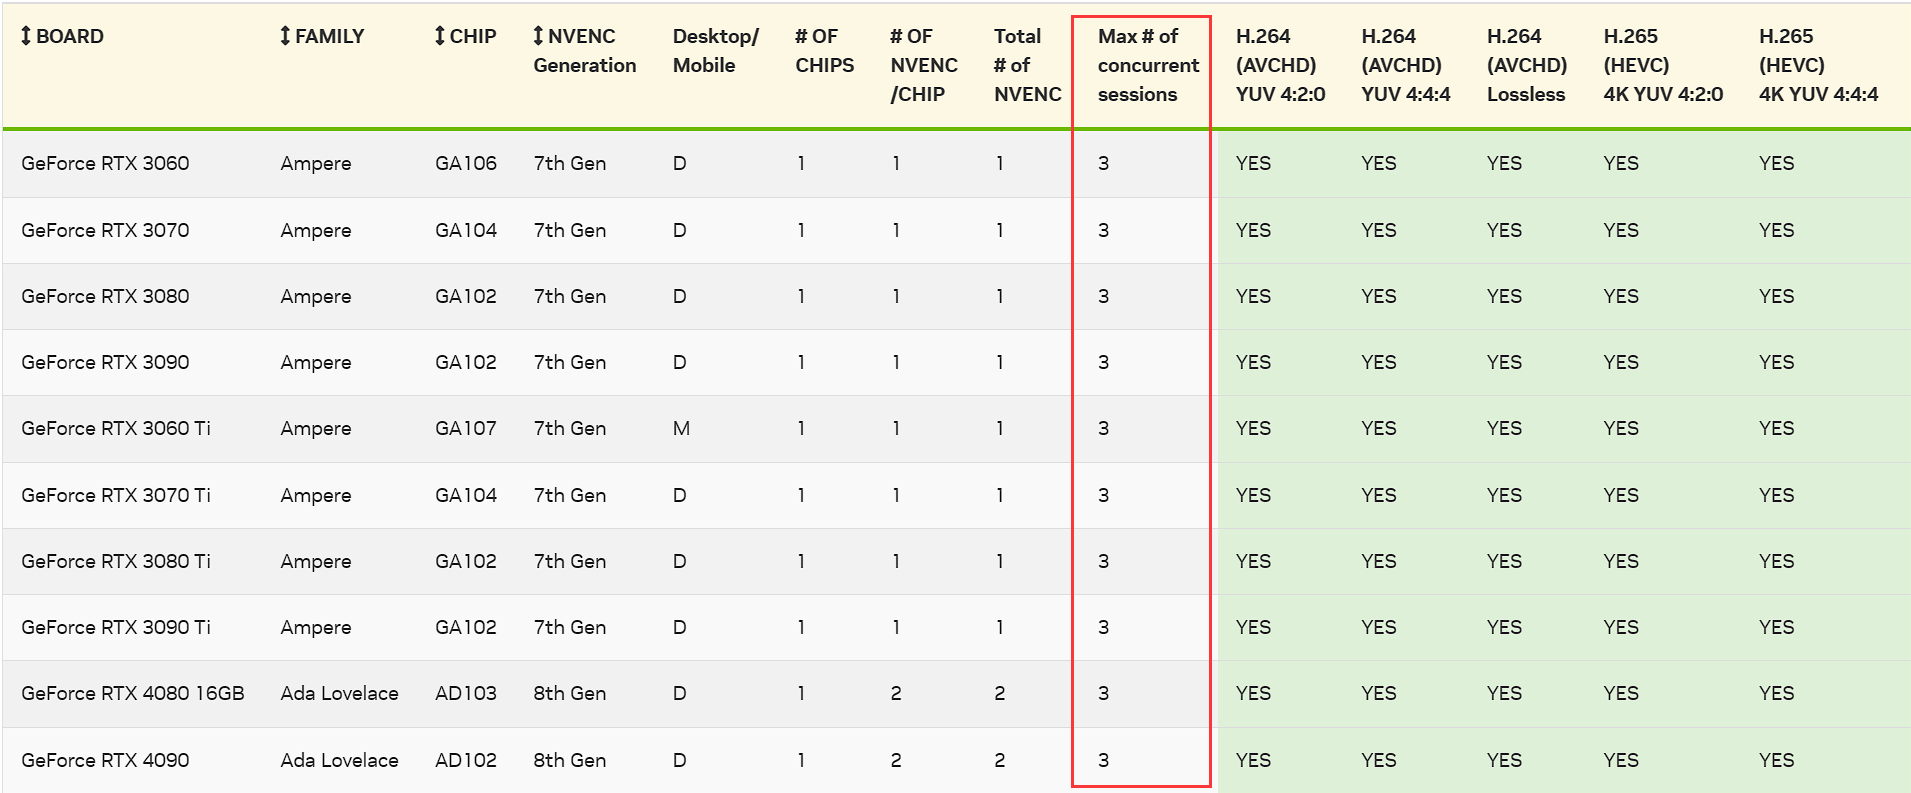 ↕ BOARD ↕ FAMILY ↕ CHIP ↕ NVENC Generation Desktop/ Mobile # OF CHIPS # OF NVENC /CHIP Total # of NVENC Max # of concurrent sessions H.264 (AVCHD) YUV 4:2:0 H.264 (AVCHD) YUV 4:4:4 H.264 (AVCHD) Lossless H.265 (HEVC) 4K YUV 4:2:0 H.265 (HEVC) 4K YUV 4:4:4
GeForce RTX 3060 Ampere GA106 7th Gen D 1 1 1 3 YES YES YES YES YES
GeForce RTX 3070 Ampere GA104 7th Gen D 1 1 1 3 YES YES YES YES YES
GeForce RTX 3080 Ampere GA102 7th Gen D 1 1 1 3 YES YES YES YES YES
GeForce RTX 3090 Ampere GA102 7th Gen D 1 1 1 3 YES YES YES YES YES
GeForce RTX 3060 Ti Ampere GA107 7th Gen M 1 1 1 3 YES YES YES YES YES
GeForce RTX 3070 Ti Ampere GA104 7th Gen D 1 1 1 3 YES YES YES YES YES
GeForce RTX 3080 Ti Ampere GA102 7th Gen D 1 1 1 3 YES YES YES YES YES
GeForce RTX 3090 Ti Ampere GA102 7th Gen D 1 1 1 3 YES YES YES YES YES
GeForce RTX 4080 16GB Ada Lovelace AD103 8th Gen D 1 2 2 3 YES YES YES YES YES
GeForce RTX 4090 Ada Lovelace AD102 8th Gen D 1 2 2 3 YES YES YES YES YES